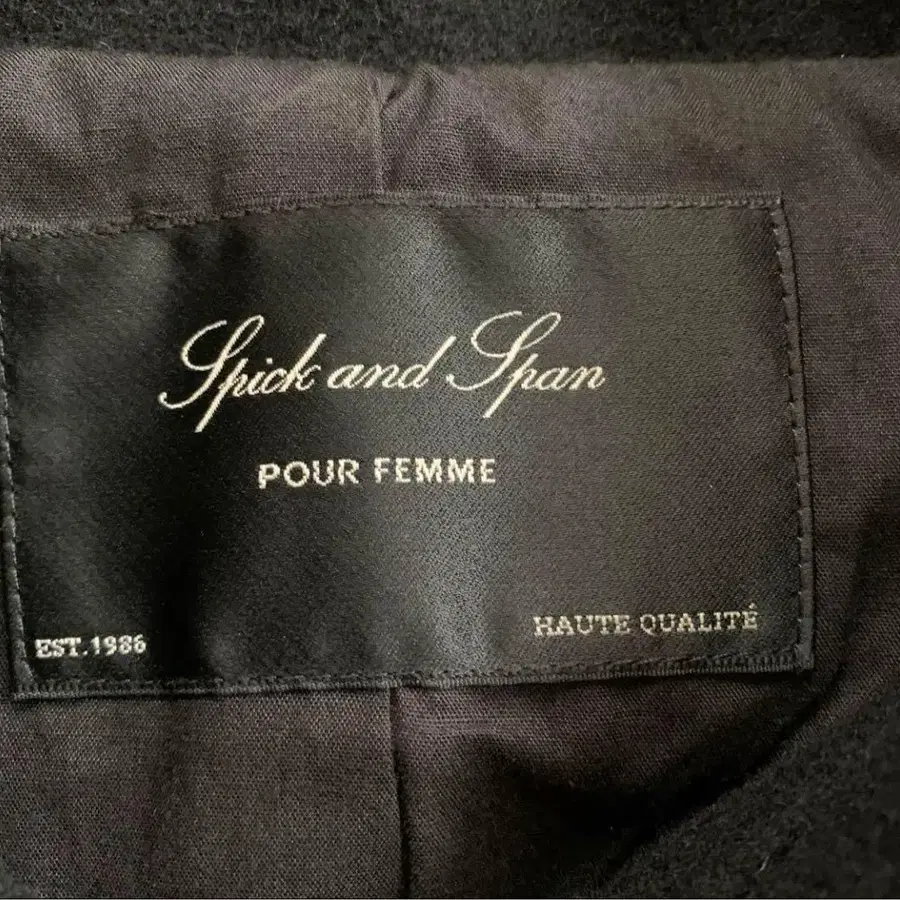 Spick and Span
POUR FEMME
EST.1986
HAUTE QUALITÉ